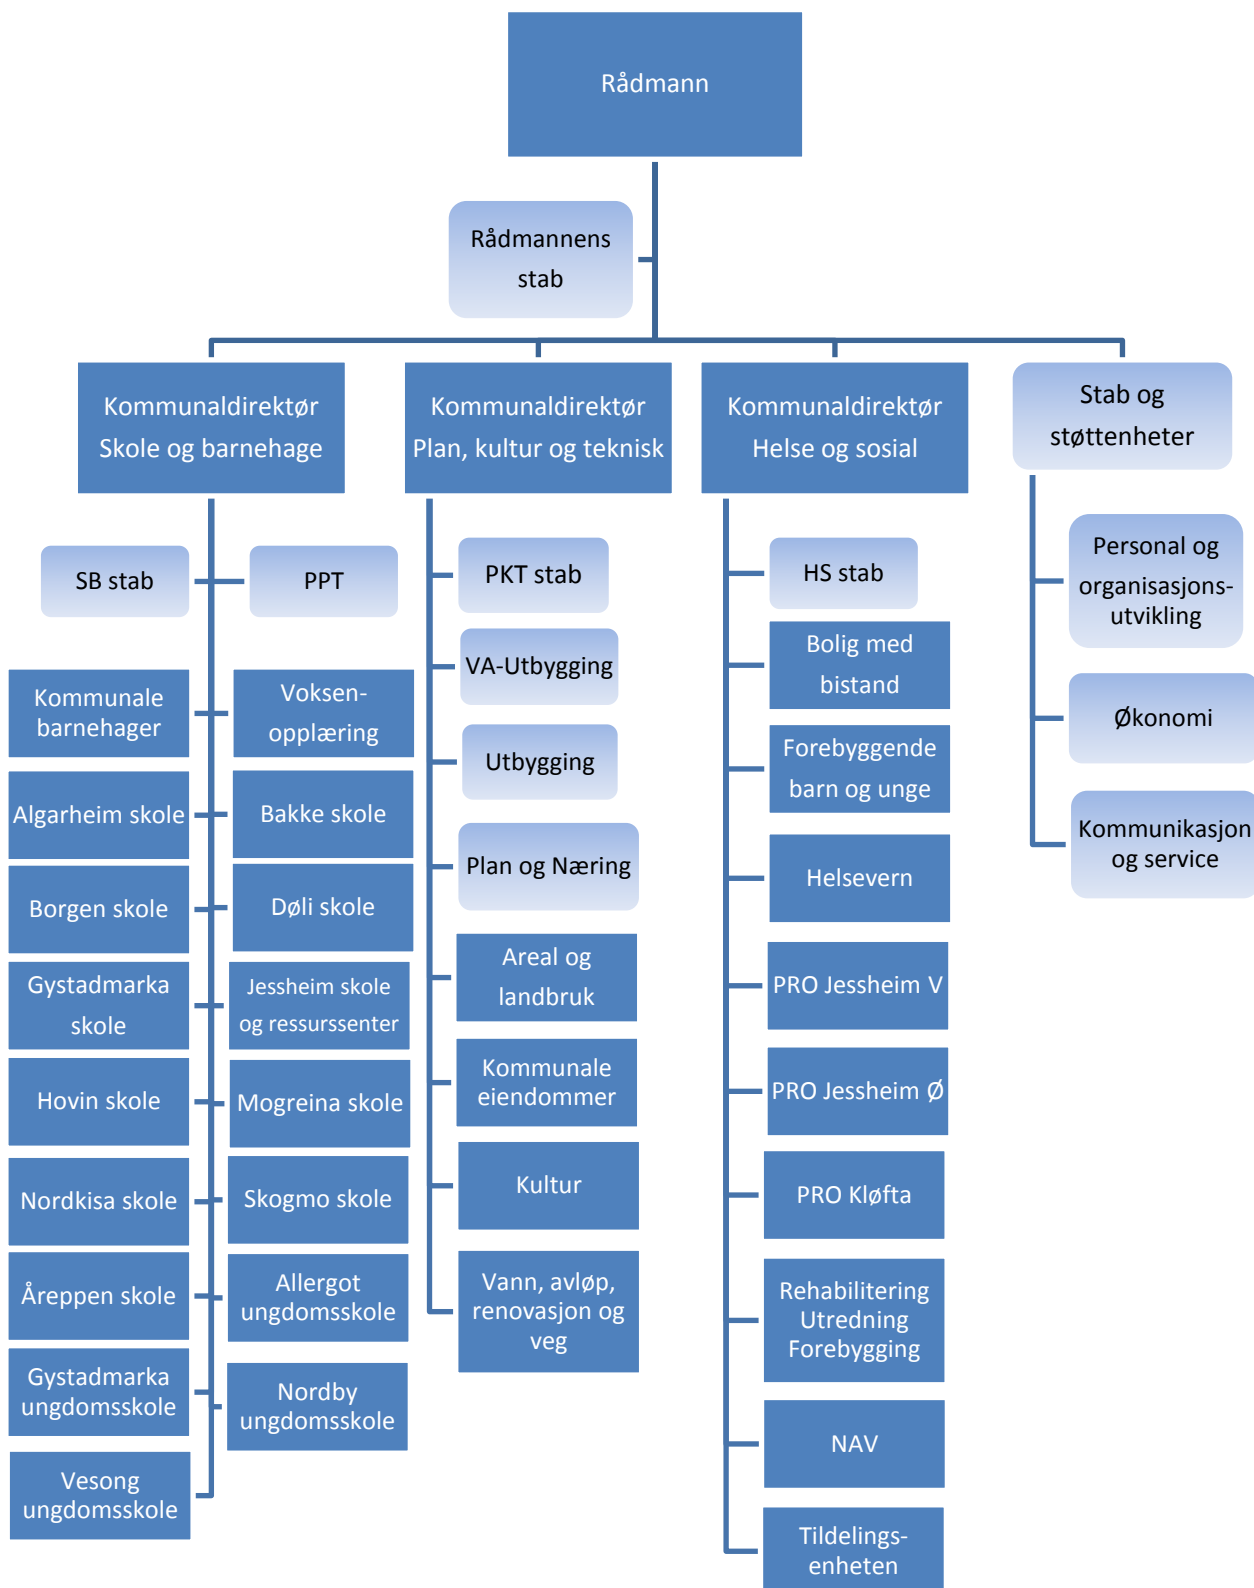 Rådmann
Rådmannens
stab
Kommunaldirektør
Skole og barnehage
Kommunaldirektør
Plan, kultur og teknisk
Kommunaldirektør
Helse og sosial
Stab og
støttenheter
SB stab
PPT
Kommunale
barnehager
Voksen-
opplæring
Algarheim skole
Bakke skole
Borgen skole
Døli skole
Gystadmarka
skole
Jessheim skole
og ressurssenter
Hovin skole
Mogreina skole
Nordkisa skole
Skogmo skole
Åreppen skole
Allergot
ungdomsskole
Gystadmarka
ungdomsskole
Nordby
ungdomsskole
Vesong
ungdomsskole
PKT stab
VA-Utbygging
Utbygging
Plan og Næring
Areal og
landbruk
Kommunale
eiendommer
Kultur
Vann, avløp,
renovasjon og
veg
HS stab
Bolig med
bistand
Forebyggende
barn og unge
Helsevern
PRO Jessheim V
PRO Jessheim Ø
PRO Kløfta
Rehabilitering
Utredning
Forebygging
NAV
Tildelings-
enheten
Personal og
organisasjons-
utvikling
Økonomi
Kommunikasjon
og service